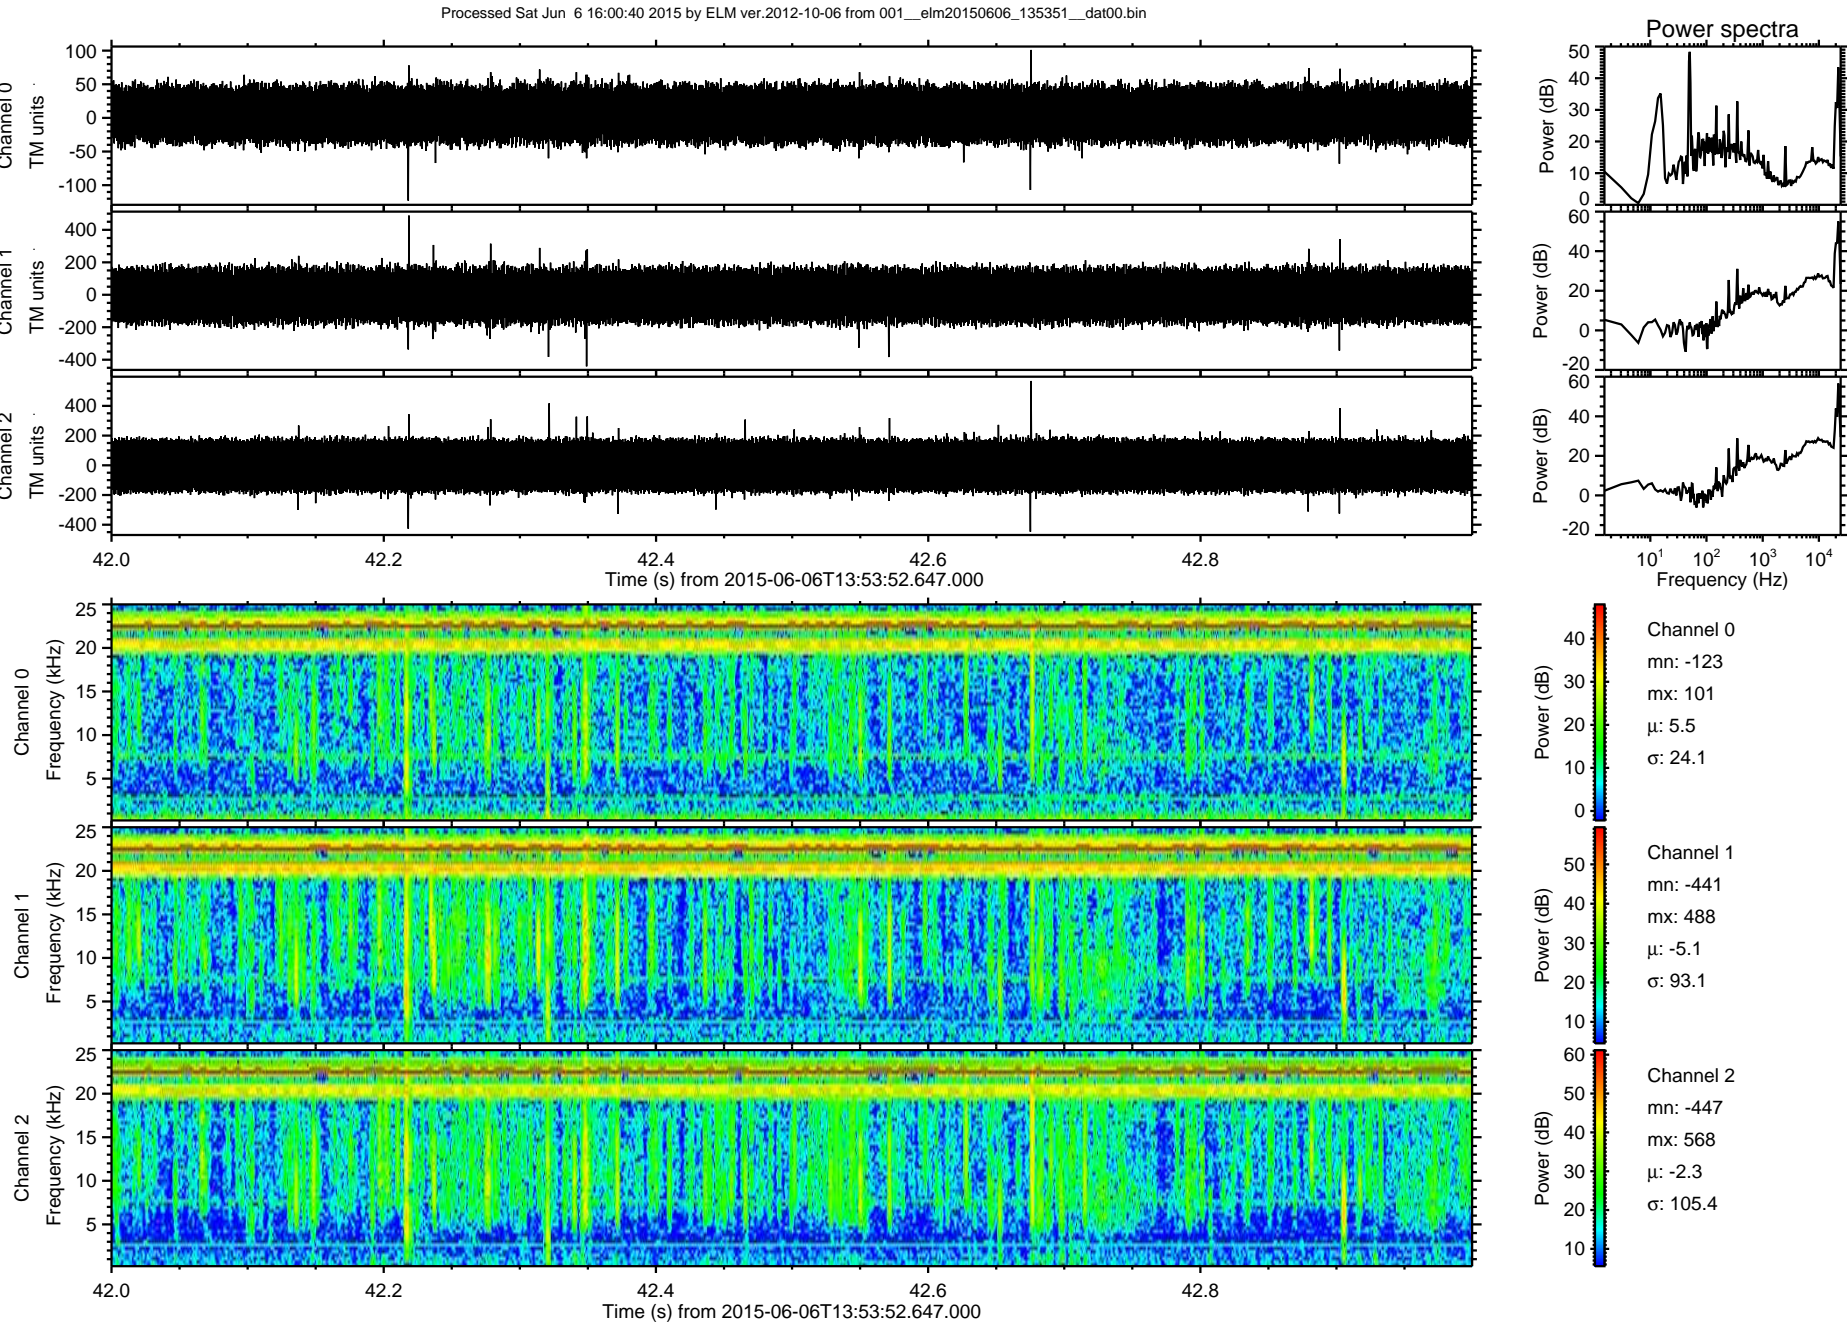 Processed Sat Jun 6 16:00:40 2015 by ELM ver.2012-10-06 from 001__elm20150606_135351__dat00.bin
Power spectra
Channel 0
TM units
100
50
0
-50
-100
Power (dB)
50
40
30
20
10
0
Channel 1
TM units
400
200
0
-200
-400
Power (dB)
60
40
20
0
-20
Channel 2
TM units
400
200
0
-200
-400
Power (dB)
60
40
20
0
-20
42.0 42.2 42.4 42.6 42.8
Time (s) from 2015-06-06T13:53:52.647.000
10^1 10^2 10^3 10^4
Frequency (Hz)
Channel 0
Frequency (kHz)
25
20
15
10
5
Power (dB)
40
30
20
10
0
Channel 0
mn: -123
mx: 101
μ: 5.5
σ: 24.1
Channel 1
Frequency (kHz)
25
20
15
10
5
Power (dB)
50
40
30
20
10
Channel 1
mn: -441
mx: 488
μ: -5.1
σ: 93.1
Channel 2
Frequency (kHz)
25
20
15
10
5
Power (dB)
60
50
40
30
20
10
Channel 2
mn: -447
mx: 568
μ: -2.3
σ: 105.4
42.0 42.2 42.4 42.6 42.8
Time (s) from 2015-06-06T13:53:52.647.000